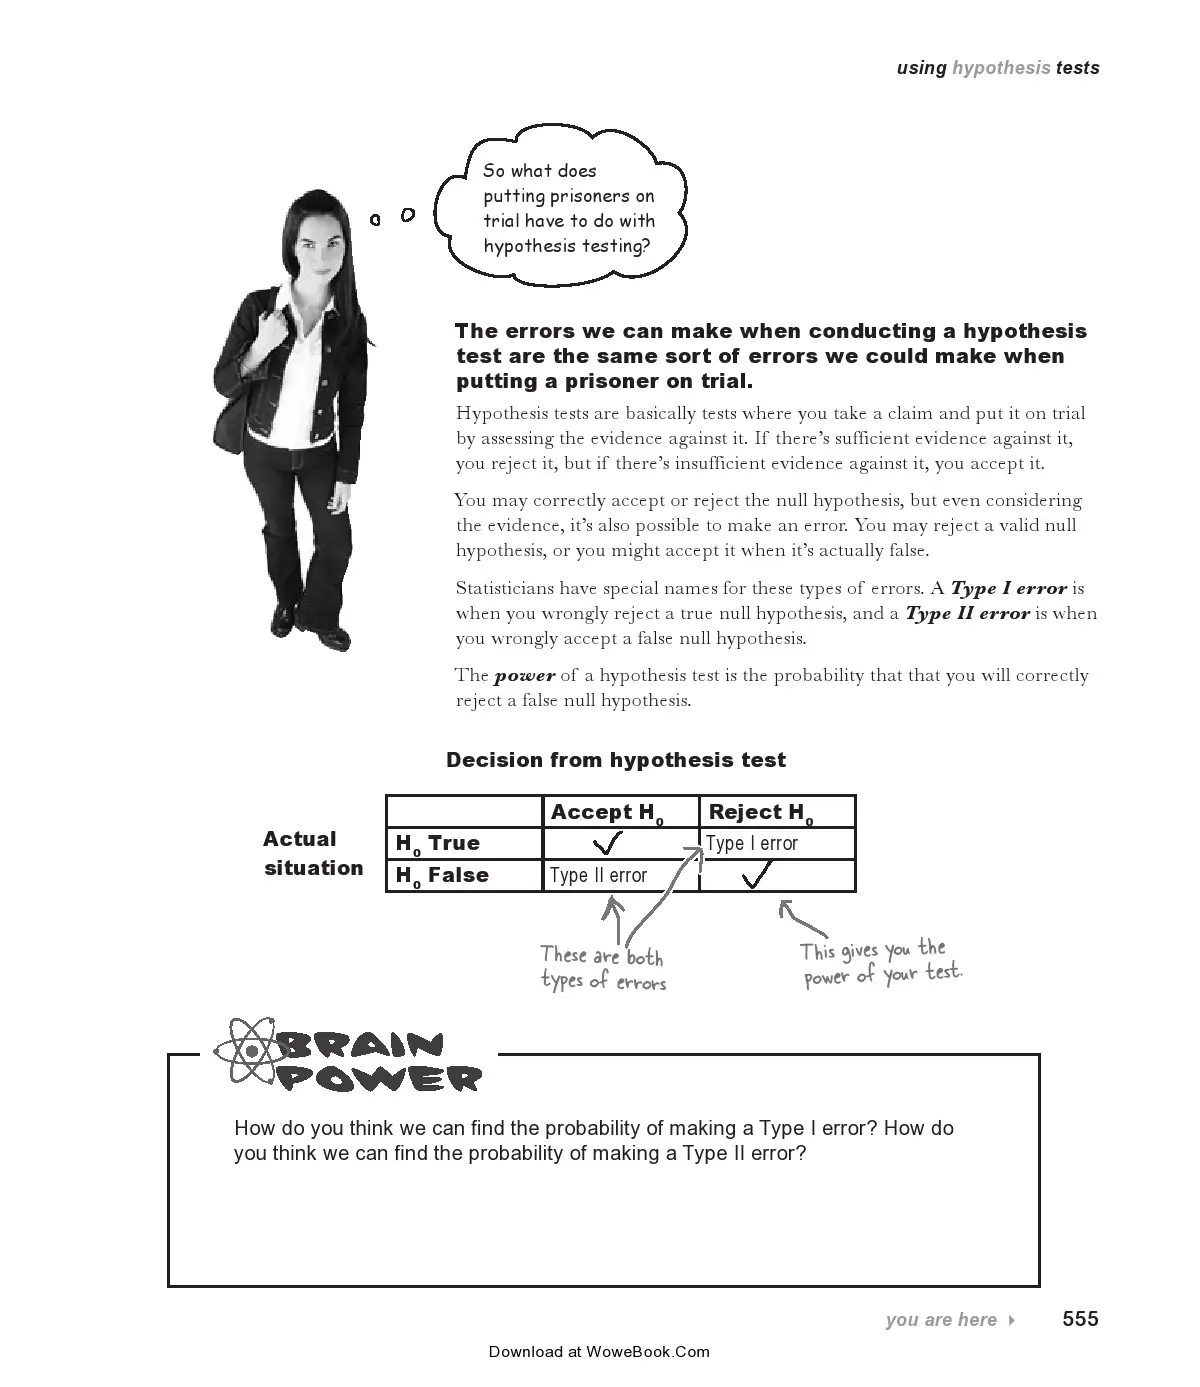 using hypothesis tests
So what does
putting prisoners on
trial have to do with
hypothesis testing?
The errors we can make when conducting a hypothesis
test are the same sort of errors we could make when
putting a prisoner on trial.
Hypothesis tests are basically tests where you take a claim and put it on trial
by assessing the evidence against it. If there’s sufficient evidence against it,
you reject it, but if there’s insufficient evidence against it, you accept it.
You may correctly accept or reject the null hypothesis, but even considering
the evidence, it’s also possible to make an error. You may reject a valid null
hypothesis, or you might accept it when it’s actually false.
Statisticians have special names for these types of errors. A Type I error is
when you wrongly reject a true null hypothesis, and a Type II error is when
you wrongly accept a false null hypothesis.
The power of a hypothesis test is the probability that that you will correctly
reject a false null hypothesis.
Decision from hypothesis test
Accept H0 Reject H0
Actual
situation
H0 True ✓ Type I error
H0 False Type II error ✓
These are both
types of errors
This gives you the
power of your test.
BRAIN
POWER
How do you think we can find the probability of making a Type I error? How do
you think we can find the probability of making a Type II error?
you are here 555
Download at WoweBook.Com